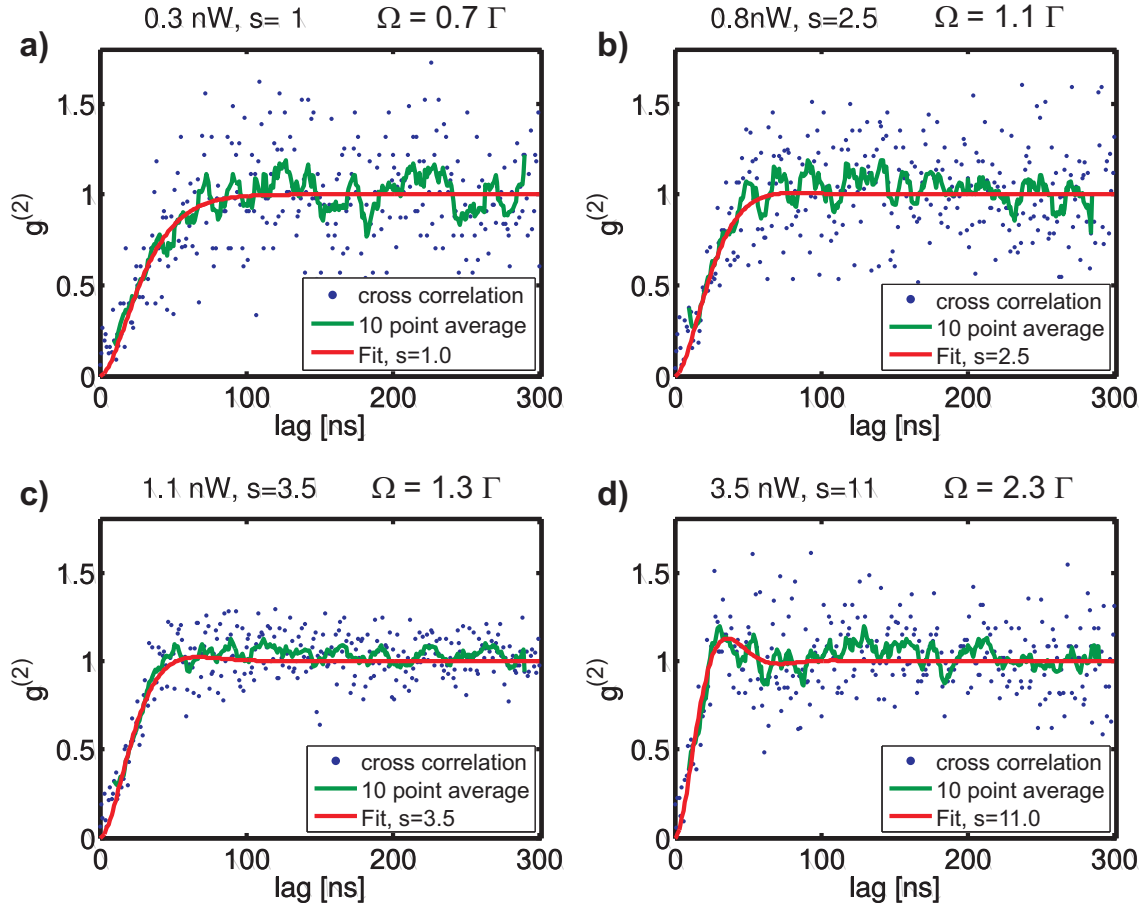 0.3 nW, s= 1 Ω = 0.7 Γ
a)
1.5
1
0.5
0
g(2)
cross correlation
10 point average
Fit, s=1.0
0 100 200 300
lag [ns]
0.8nW, s=2.5 Ω = 1.1 Γ
b)
1.5
1
0.5
0
g(2)
cross correlation
10 point average
Fit, s=2.5
0 100 200 300
lag [ns]
1.1 nW, s=3.5 Ω = 1.3 Γ
c)
1.5
1
0.5
0
g(2)
cross correlation
10 point average
Fit, s=3.5
0 100 200 300
lag [ns]
3.5 nW, s=11 Ω = 2.3 Γ
d)
1.5
1
0.5
0
g(2)
cross correlation
10 point average
Fit, s=11.0
0 100 200 300
lag [ns]